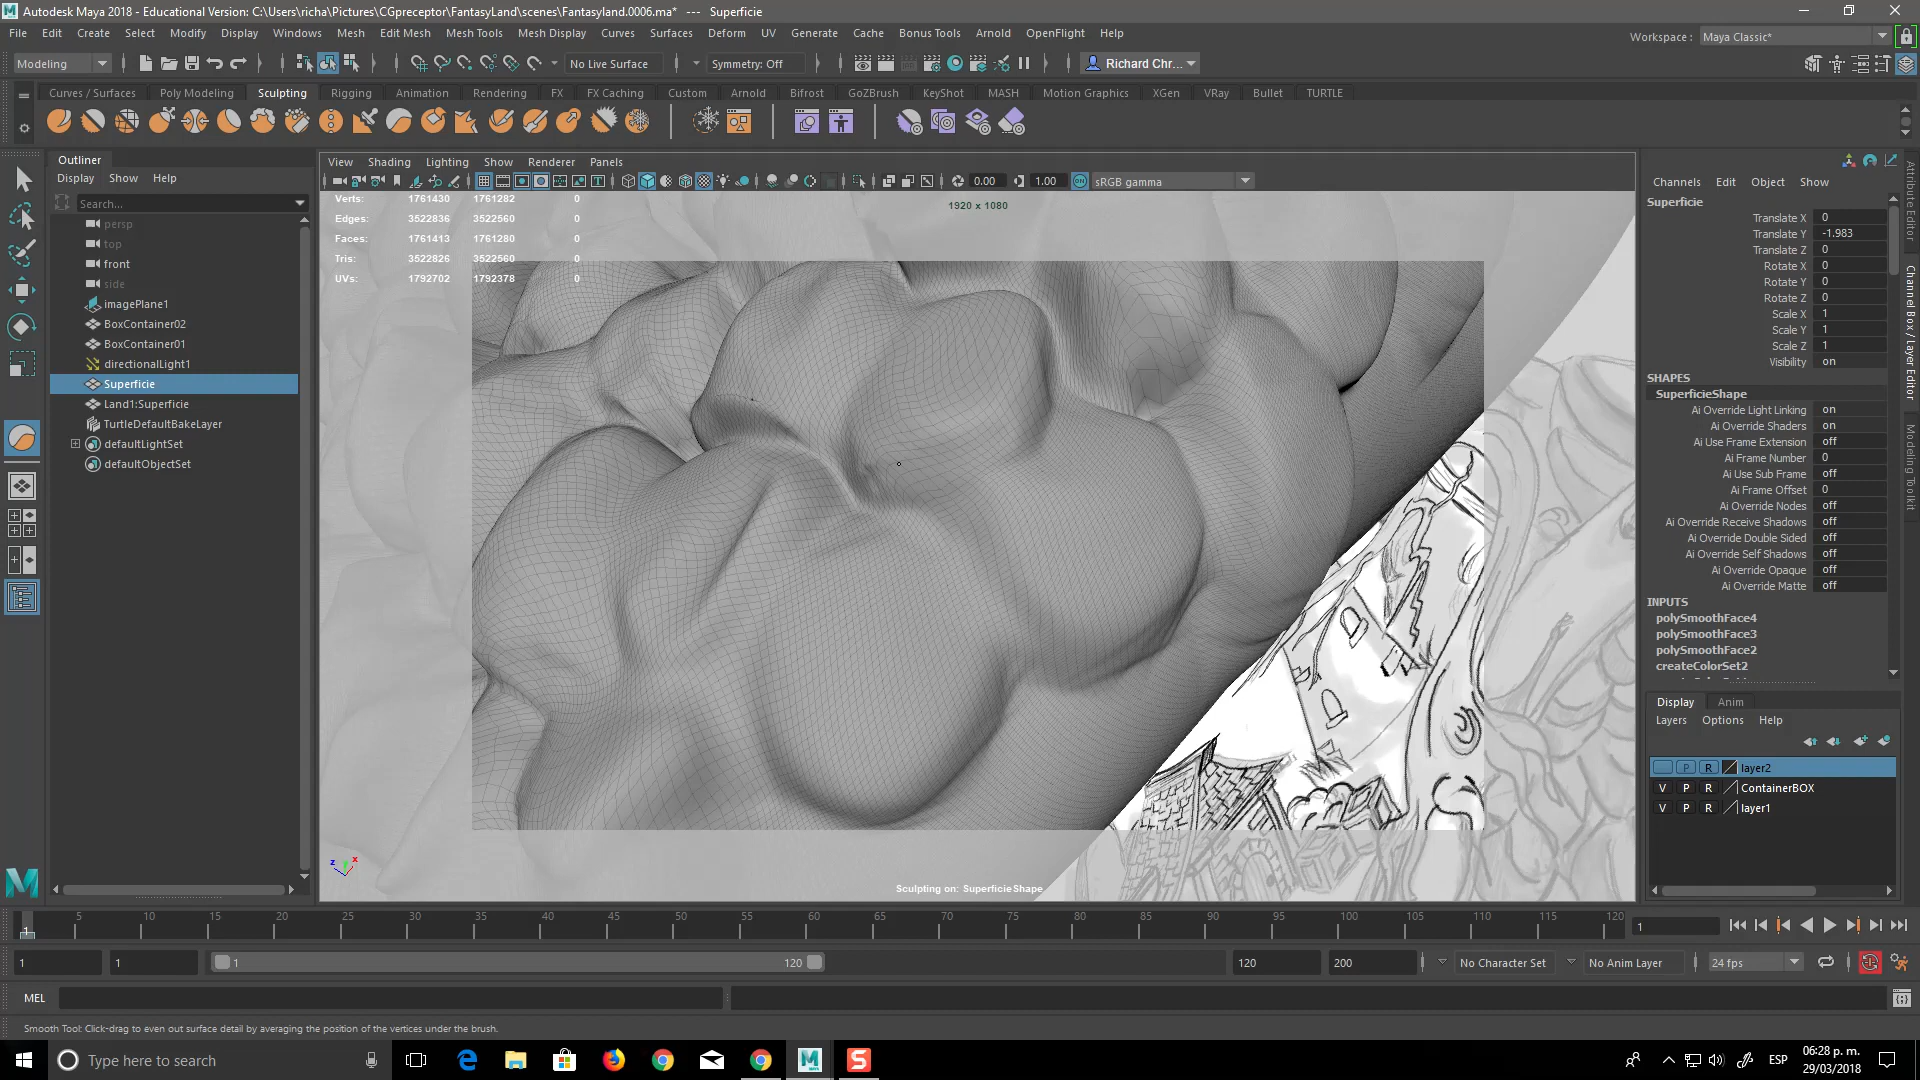 Autodesk Maya 2018 - Educational Version: C:\Users\richa\Pictures\CGpreceptor\FantasyLand\scenes\Fantasyland.0006.ma* --- Superficie
File Edit Create Select Modify Display Windows Mesh Edit Mesh Mesh Tools Mesh Display Curves Surfaces Deform UV Generate Cache Bonus Tools Arnold OpenFlight Help
Workspace : Maya Classic*
Modeling No Live Surface Symmetry: Off Richard Chr...
Curves / Surfaces Poly Modeling Sculpting Rigging Animation Rendering FX FX Caching Custom Arnold Bifrost GoZBrush KeyShot MASH Motion Graphics XGen VRay Bullet TURTLE
Outliner
Display Show Help
Search...
persp
top
front
side
imagePlane1
BoxContainer02
BoxContainer01
directionalLight1
Superficie
Land1:Superficie
TurtleDefaultBakeLayer
defaultLightSet
defaultObjectSet
View Shading Lighting Show Renderer Panels
0.00 1.00 ON sRGB gamma
Verts: 1761430 1761282 0
Edges: 3522836 3522560 0
Faces: 1761413 1761280 0
Tris: 3522826 3522560 0
UVs: 1792702 1792378 0
1920 x 1080
z y x
Sculpting on: SuperficieShape
Channels Edit Object Show
Superficie
Translate X 0
Translate Y -1.983
Translate Z 0
Rotate X 0
Rotate Y 0
Rotate Z 0
Scale X 1
Scale Y 1
Scale Z 1
Visibility on
SHAPES
SuperficieShape
Ai Override Light Linking on
Ai Override Shaders on
Ai Use Frame Extension off
Ai Frame Number 0
Ai Use Sub Frame off
Ai Frame Offset 0
Ai Override Nodes off
Ai Override Receive Shadows off
Ai Override Double Sided off
Ai Override Self Shadows off
Ai Override Opaque off
Ai Override Matte off
INPUTS
polySmoothFace4
polySmoothFace3
polySmoothFace2
createColorSet2
Display Anim
Layers Options Help
P R layer2
V P R ContainerBOX
V P R layer1
Attribute Editor
Channel Box / Layer Editor
Modeling Toolkit
1 5 10 15 20 25 30 35 40 45 50 55 60 65 70 75 80 85 90 95 100 105 110 115 120 1
1 1 1 120 120 200 No Character Set No Anim Layer 24 fps
MEL
Smooth Tool: Click-drag to even out surface detail by averaging the position of the vertices under the brush.
Type here to search
ESP
06:28 p. m.
29/03/2018